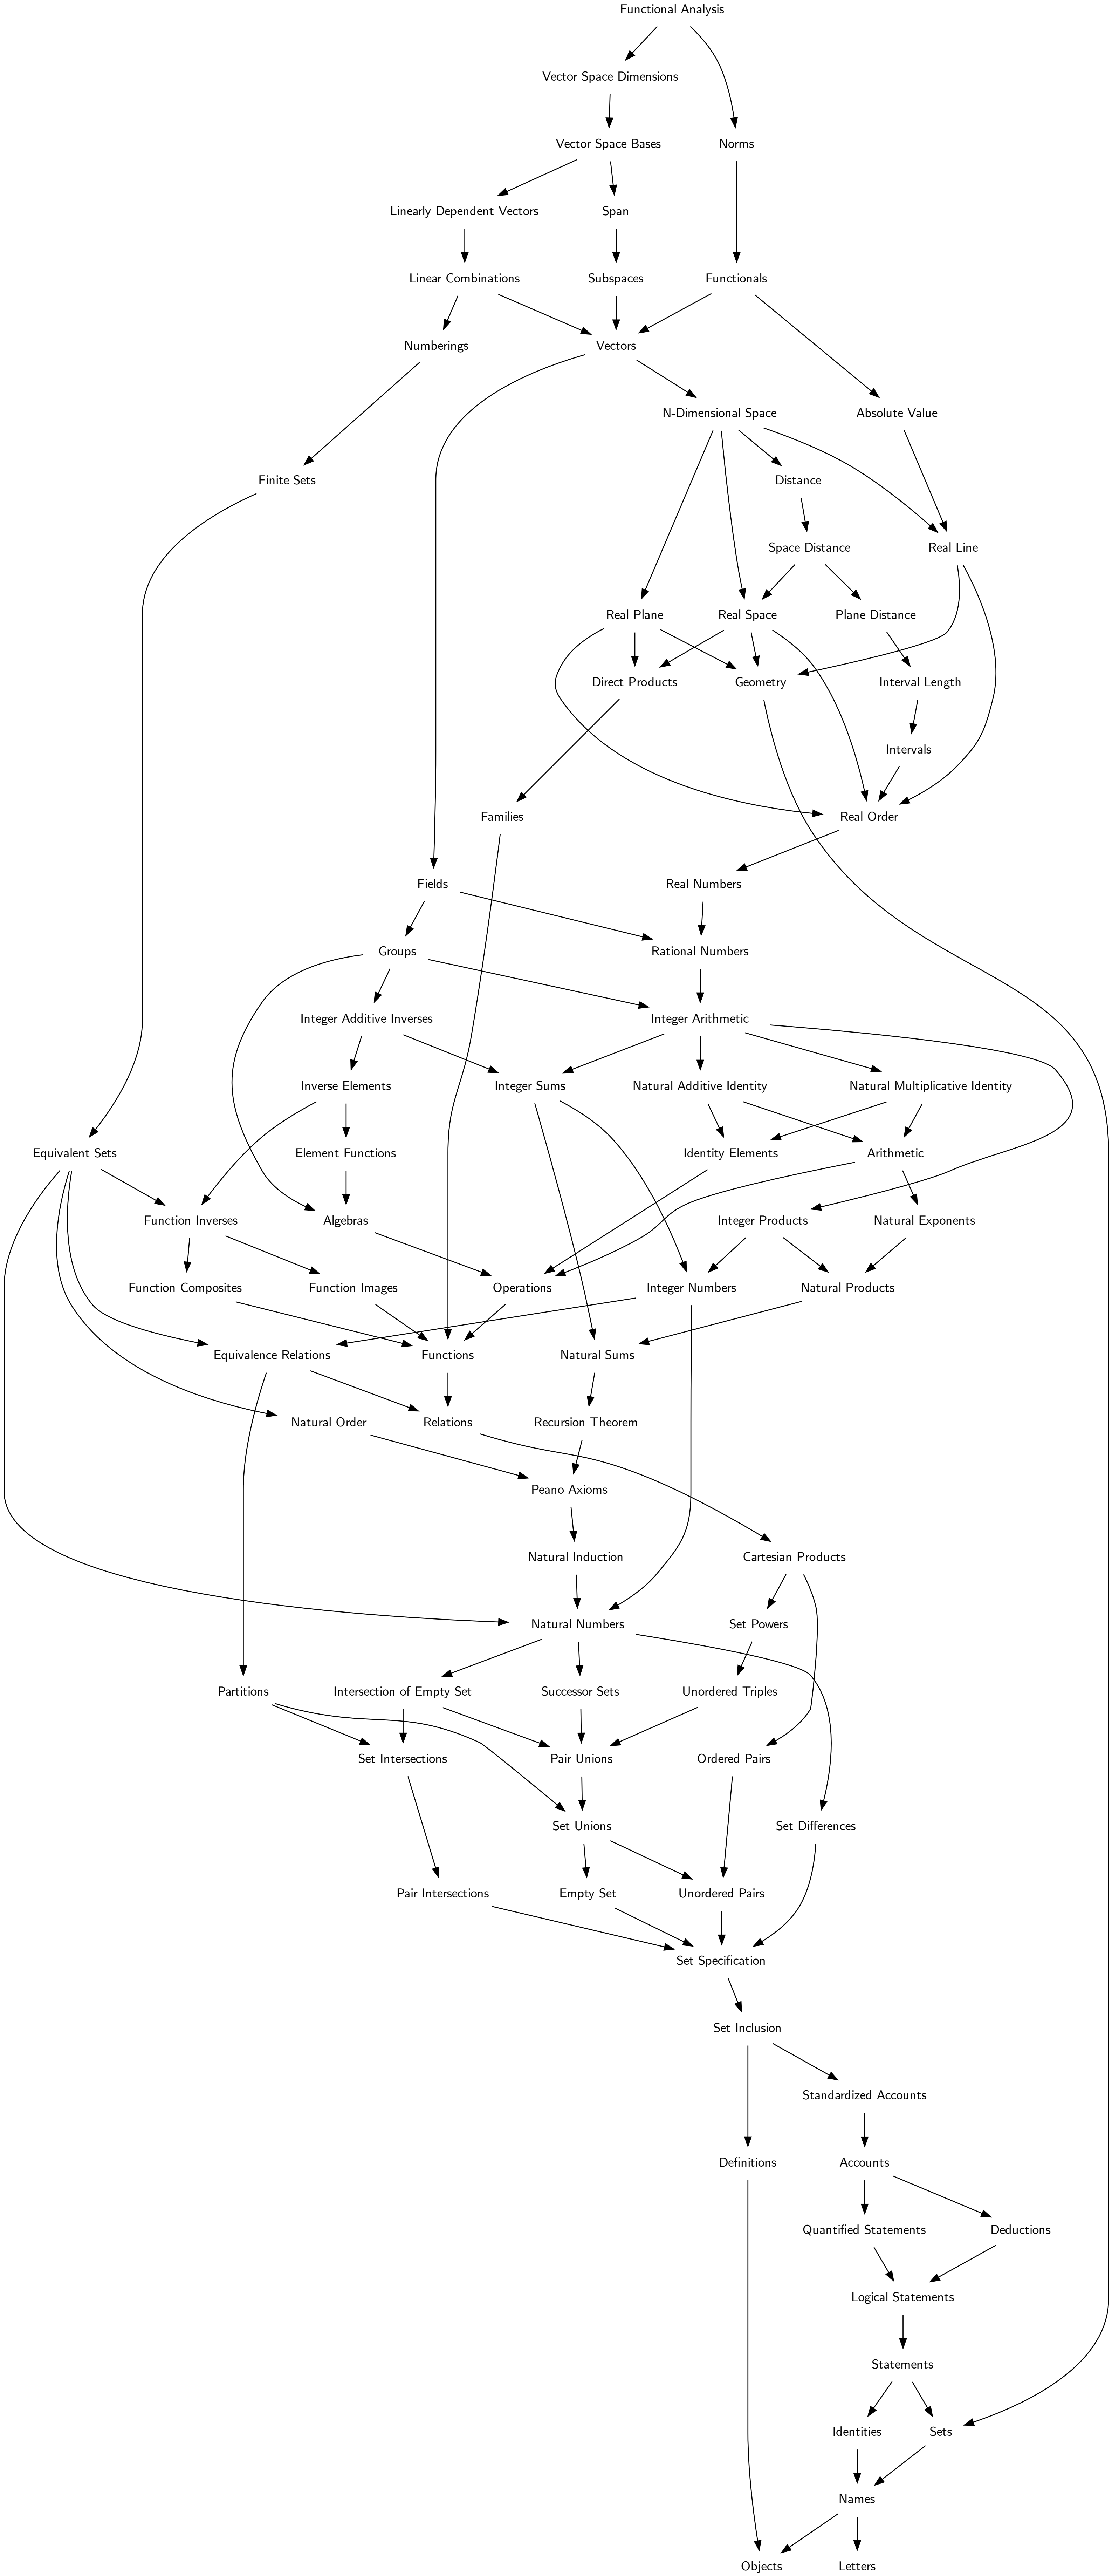 Functional Analysis
Vector Space Dimensions
Vector Space Bases
Norms
Linearly Dependent Vectors
Span
Linear Combinations
Subspaces
Functionals
Numberings
Vectors
N-Dimensional Space
Absolute Value
Finite Sets
Distance
Space Distance
Real Line
Real Plane
Real Space
Plane Distance
Direct Products
Geometry
Interval Length
Intervals
Families
Real Order
Fields
Real Numbers
Groups
Rational Numbers
Integer Additive Inverses
Integer Arithmetic
Inverse Elements
Integer Sums
Natural Additive Identity
Natural Multiplicative Identity
Equivalent Sets
Element Functions
Identity Elements
Arithmetic
Function Inverses
Algebras
Integer Products
Natural Exponents
Function Composites
Function Images
Operations
Integer Numbers
Natural Products
Equivalence Relations
Functions
Natural Sums
Natural Order
Relations
Recursion Theorem
Peano Axioms
Natural Induction
Cartesian Products
Natural Numbers
Set Powers
Partitions
Intersection of Empty Set
Successor Sets
Unordered Triples
Set Intersections
Pair Unions
Ordered Pairs
Set Unions
Set Differences
Pair Intersections
Empty Set
Unordered Pairs
Set Specification
Set Inclusion
Standardized Accounts
Definitions
Accounts
Quantified Statements
Deductions
Logical Statements
Statements
Identities
Sets
Names
Objects
Letters